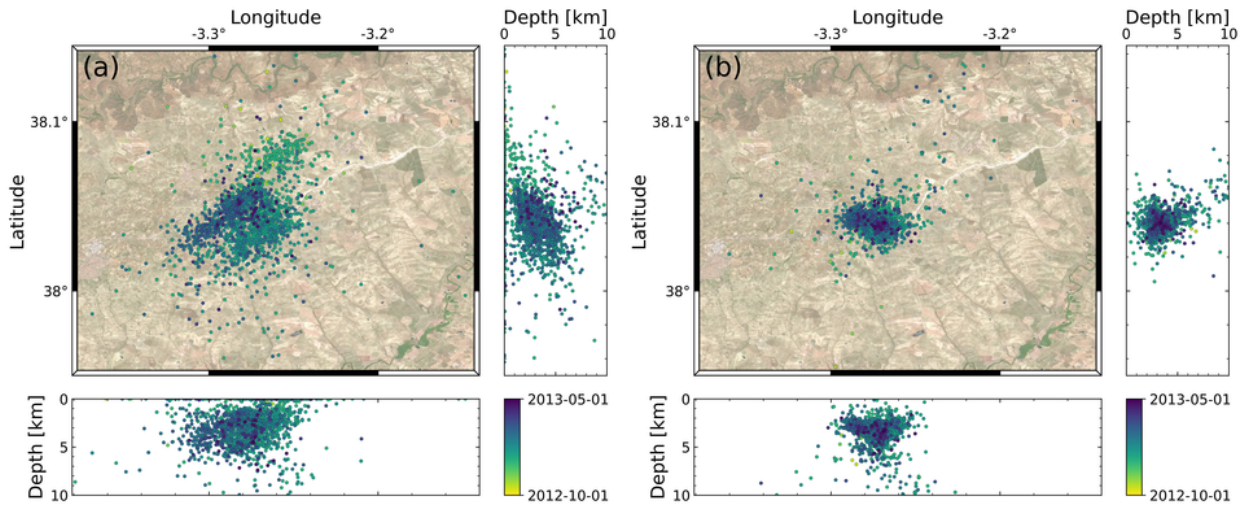 Longitude
-3.3° -3.2°
Depth [km]
0 5 10
(a)
Latitude
38.1°
38°
Depth [km]
0
5
10
2013-05-01
2012-10-01
Longitude
-3.3° -3.2°
Depth [km]
0 5 10
(b)
Latitude
38.1°
38°
Depth [km]
0
5
10
2013-05-01
2012-10-01